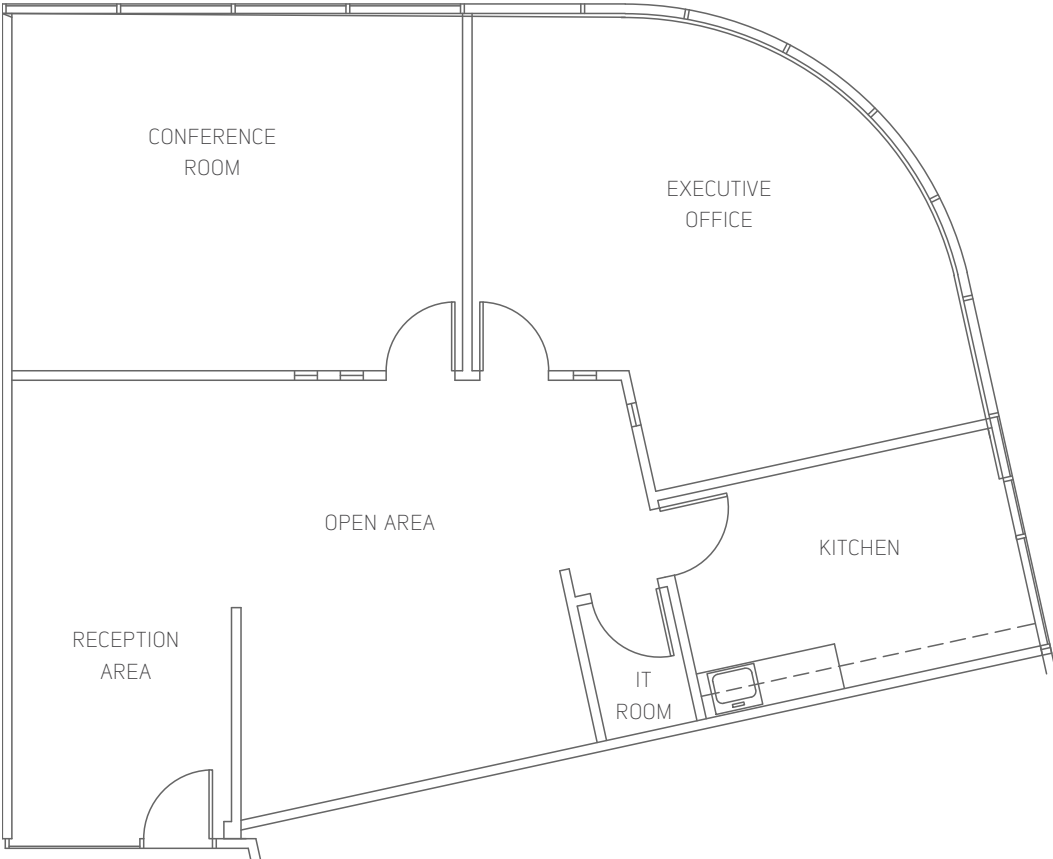 CONFERENCE
ROOM
EXECUTIVE
OFFICE
OPEN AREA
KITCHEN
RECEPTION
AREA
IT
ROOM